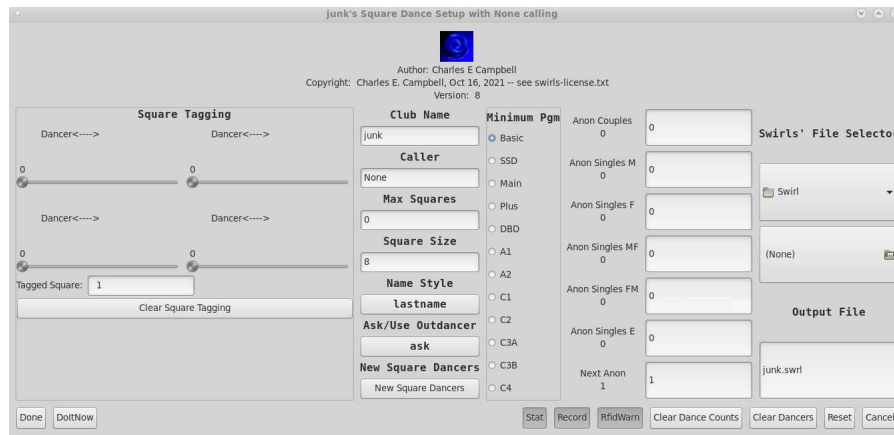 junk's Square Dance Setup with None calling
Author: Charles E Campbell
Copyright: Charles E. Campbell, Oct 16, 2021 -- see swirls-license.txt
Version: 8
Square Tagging
Dancer<---->
Dancer<---->
0
0
Dancer<---->
Dancer<---->
0
0
Tagged Square: 1
Clear Square Tagging
Club Name
junk
Caller
None
Max Squares
0
Square Size
8
Name Style
lastname
Ask/Use Outdancer
ask
New Square Dancers
New Square Dancers
Minimum Pgm
Basic
SSD
Main
Plus
DBD
A1
A2
C1
C2
C3A
C3B
C4
Anon Couples
0
0
Anon Singles M
0
0
Anon Singles F
0
0
Anon Singles MF
0
0
Anon Singles FM
0
0
Anon Singles E
0
0
Next Anon
1
1
Swirls' File Selector
Swirl
(None)
Output File
junk.swrl
Done
DoItNow
Stat
Record
RfidWarn
Clear Dance Counts
Clear Dancers
Reset
Cancel